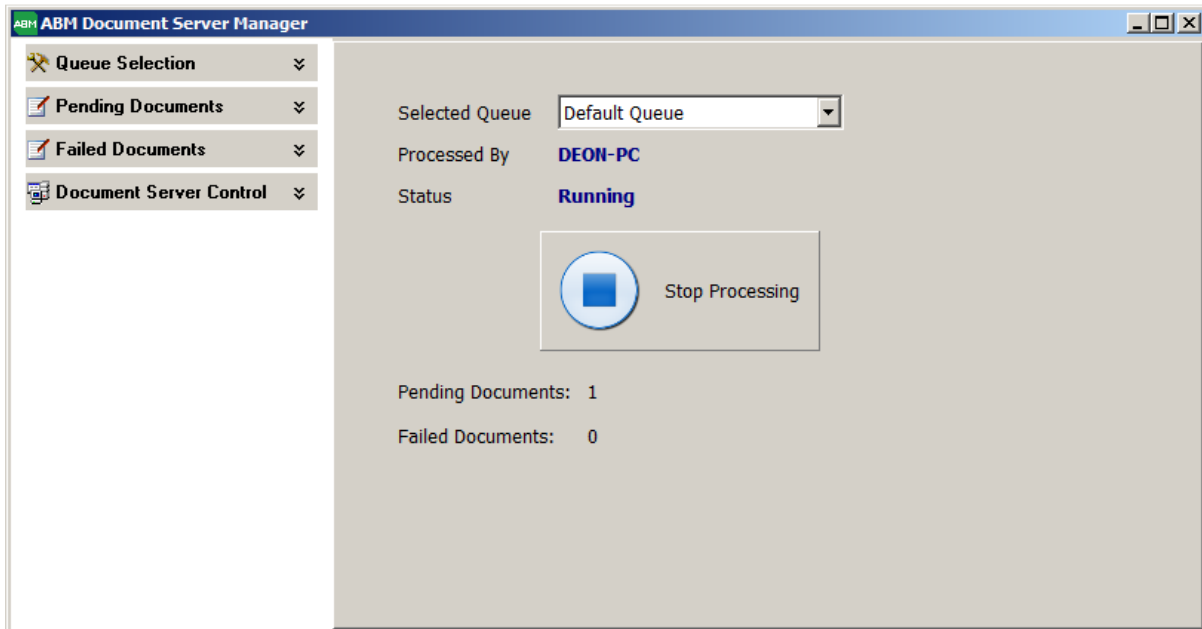 ABM ABM Document Server Manager
Queue Selection
Pending Documents
Failed Documents
Document Server Control
Selected Queue Default Queue
Processed By DEON-PC
Status Running
Stop Processing
Pending Documents: 1
Failed Documents: 0